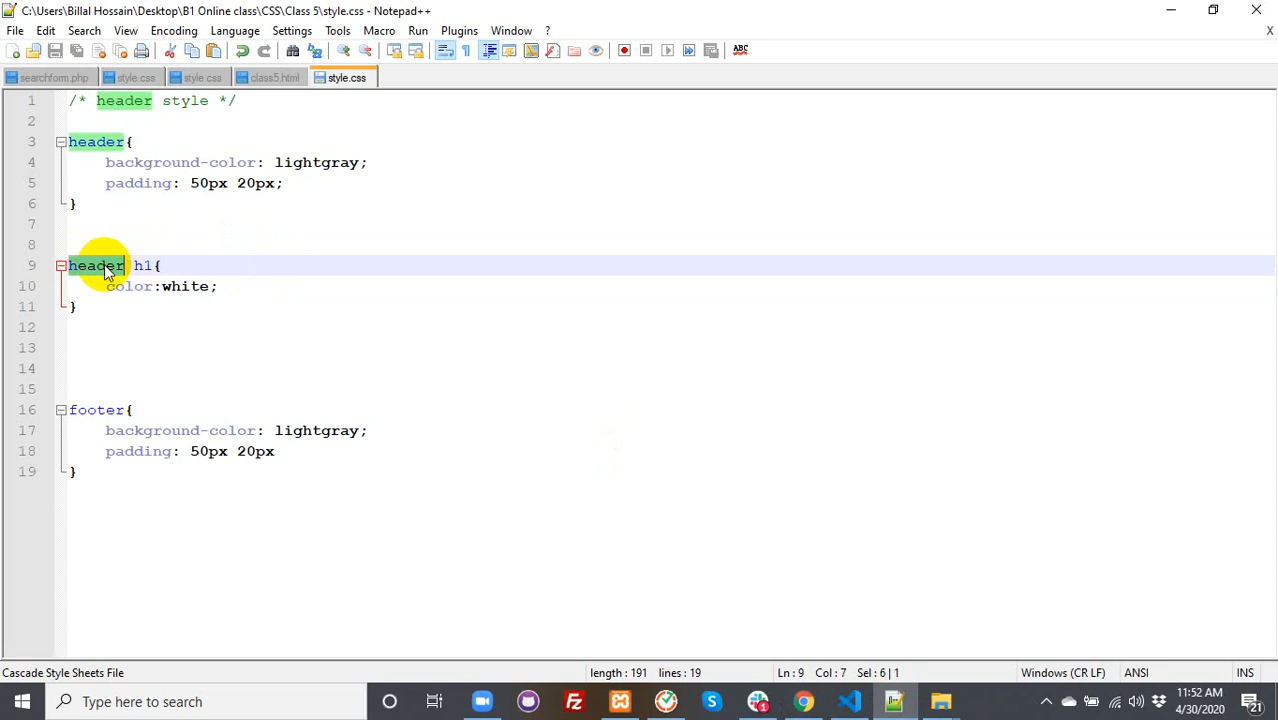 C:\Users\Billal Hossain\Desktop\B1 Online class\CSS\Class 5\style.css - Notepad++
File Edit Search View Encoding Language Settings Tools Macro Run Plugins Window ? X
ABC
searchform.php style.css style.css class5.html style.css
1 /* header style */
2
3 header{
4 background-color: lightgray;
5 padding: 50px 20px;
6 }
7
8
9 header h1{
10 color:white;
11 }
12
13
14
15
16 footer{
17 background-color: lightgray;
18 padding: 50px 20px
19 }
Cascade Style Sheets File length : 191 lines : 19 Ln : 9 Col : 7 Sel : 6 | 1 Windows (CR LF) ANSI INS
Type here to search
11:52 AM
4/30/2020
21